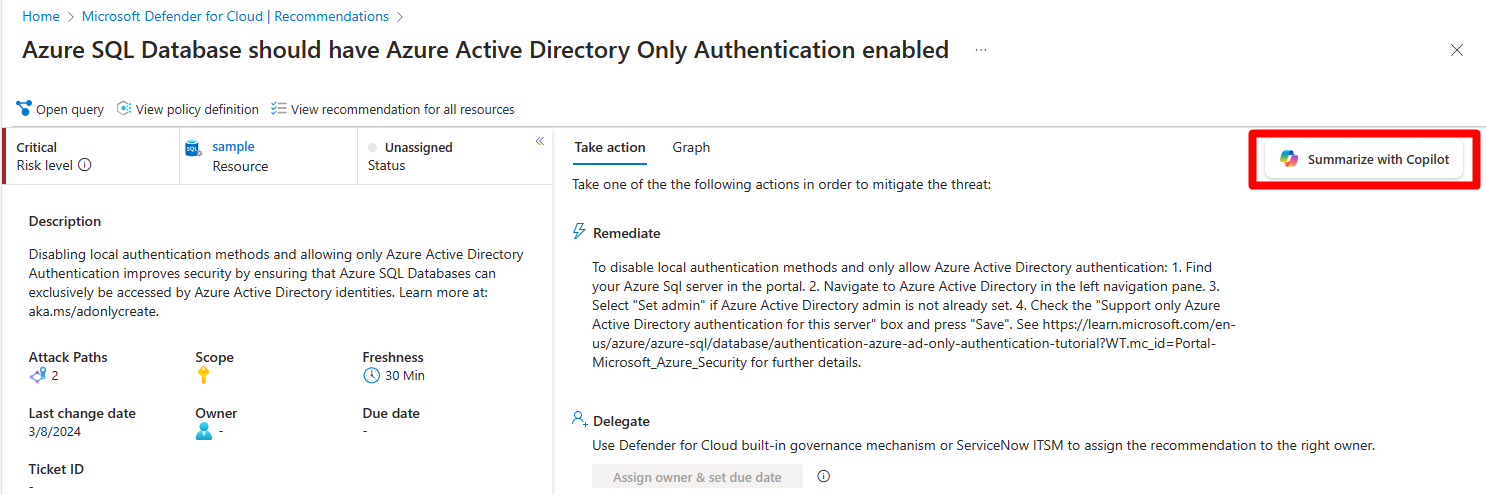 Home > Microsoft Defender for Cloud | Recommendations >
Azure SQL Database should have Azure Active Directory Only Authentication enabled ...
Open query View policy definition View recommendation for all resources
Critical
Risk level
sample
Resource
Unassigned
Status
«
Description
Disabling local authentication methods and allowing only Azure Active Directory
Authentication improves security by ensuring that Azure SQL Databases can
exclusively be accessed by Azure Active Directory identities. Learn more at:
aka.ms/adonlycreate.
Attack Paths
2
Scope
Freshness
30 Min
Last change date
3/8/2024
Owner
-
Due date
-
Ticket ID
-
Take action Graph
Summarize with Copilot
Take one of the the following actions in order to mitigate the threat:
Remediate
To disable local authentication methods and only allow Azure Active Directory authentication: 1. Find
your Azure Sql server in the portal. 2. Navigate to Azure Active Directory in the left navigation pane. 3.
Select "Set admin" if Azure Active Directory admin is not already set. 4. Check the "Support only Azure
Active Directory authentication for this server" box and press "Save". See https://learn.microsoft.com/en-
us/azure/azure-sql/database/authentication-azure-ad-only-authentication-tutorial?WT.mc_id=Portal-
Microsoft_Azure_Security for further details.
Delegate
Use Defender for Cloud built-in governance mechanism or ServiceNow ITSM to assign the recommendation to the right owner.
Assign owner & set due date